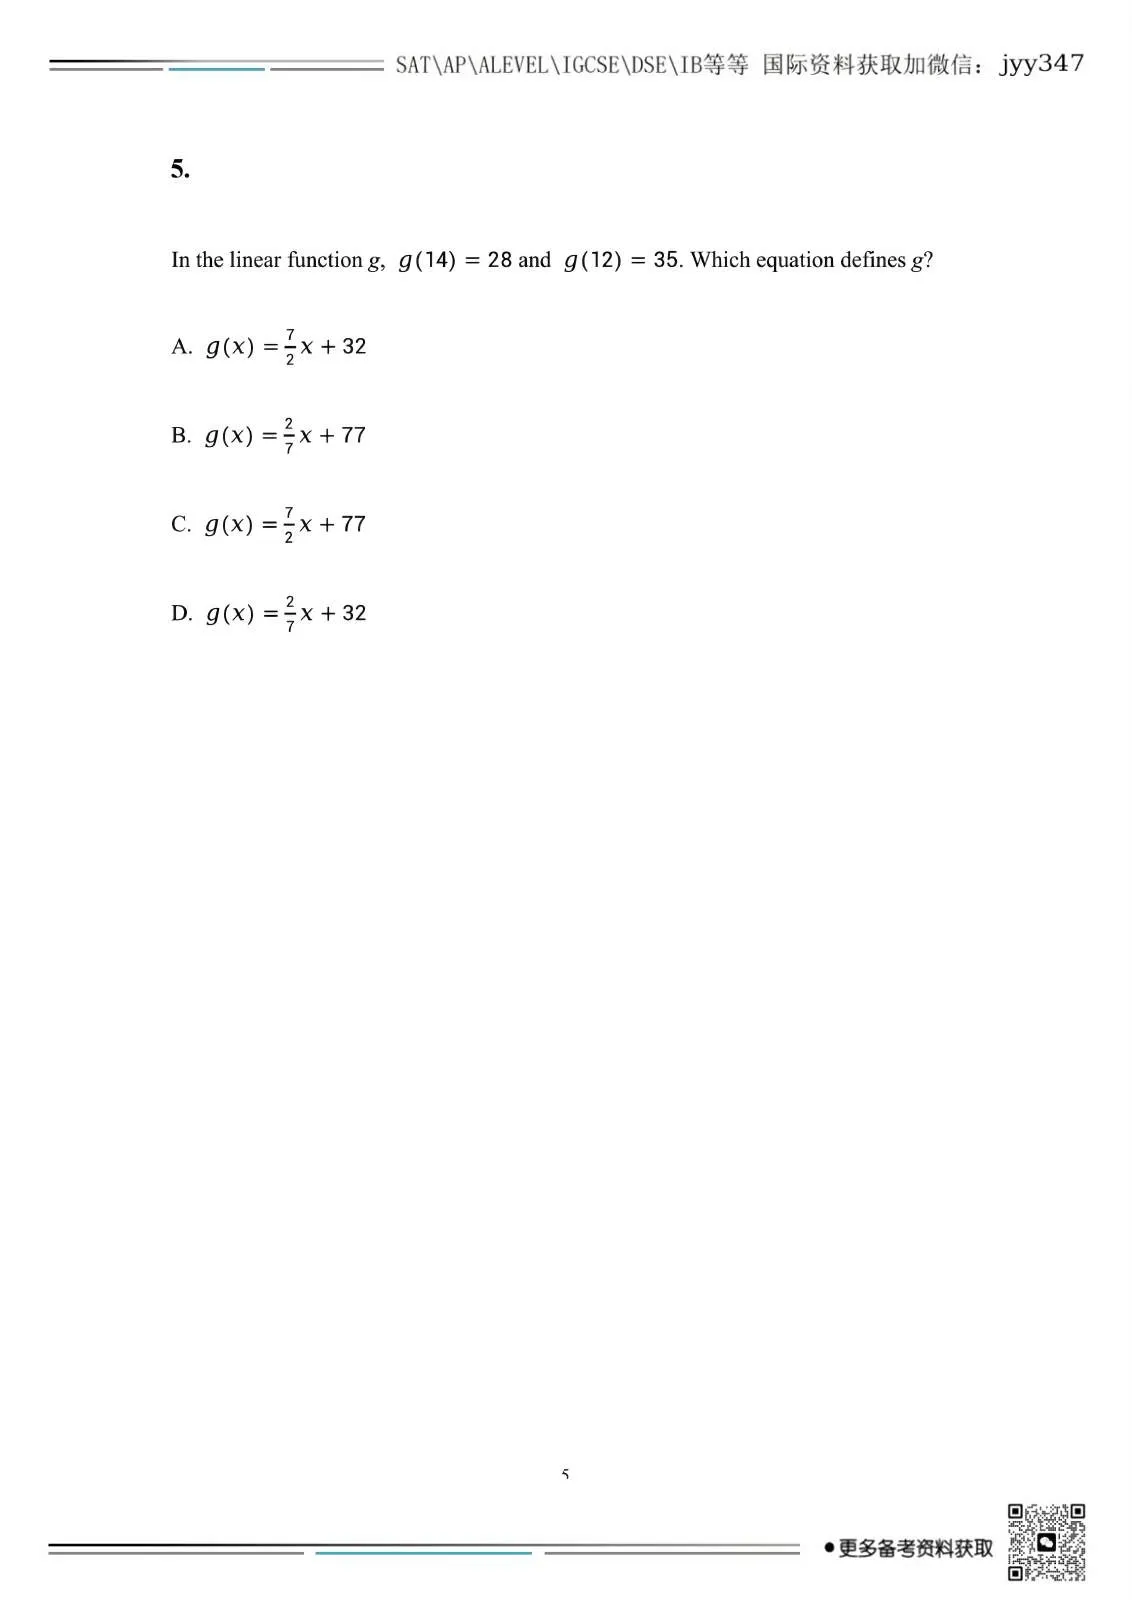 SAT\AP\ALEVEL\IGCSE\DSE\IB等等 国际资料获取加微信：jyy347
5.
In the linear function g, g(14) = 28 and g(12) = 35. Which equation defines g?
A. g(x) = 7/2 x + 32
B. g(x) = 2/7 x + 77
C. g(x) = 7/2 x + 77
D. g(x) = 2/7 x + 32
5
●更多备考资料获取